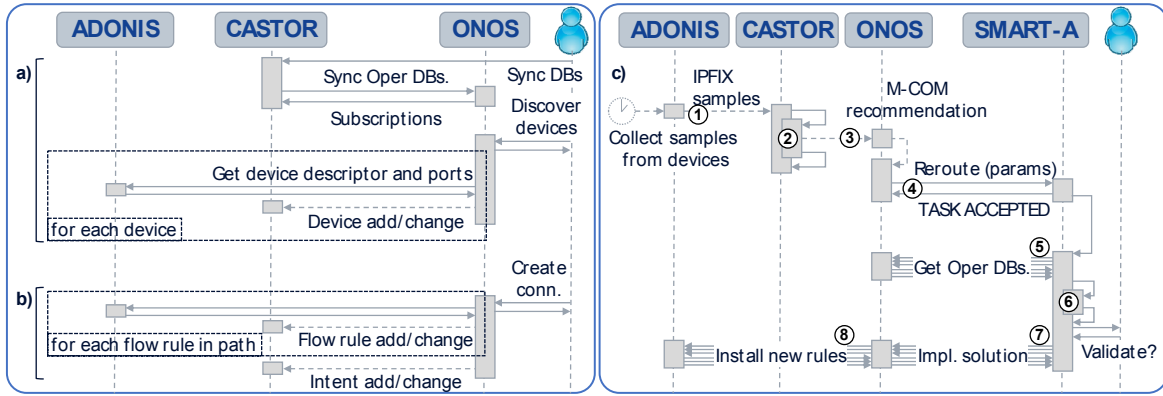 ADONIS
CASTOR
ONOS
a)
Sync DBs
Sync Oper DBs.
Subscriptions
Discover
devices
Get device descriptor and ports
Device add/change
for each device
b)
Create
conn.
Flow rule add/change
for each flow rule in path
Intent add/change
ADONIS
CASTOR
ONOS
SMART-A
c)
IPFIX
samples
1
Collect samples
from devices
2
3
M-COM
recommendation
Reroute (params)
4
TASK ACCEPTED
5
Get Oper DBs.
6
7
8
Install new rules
Impl. solution
Validate?